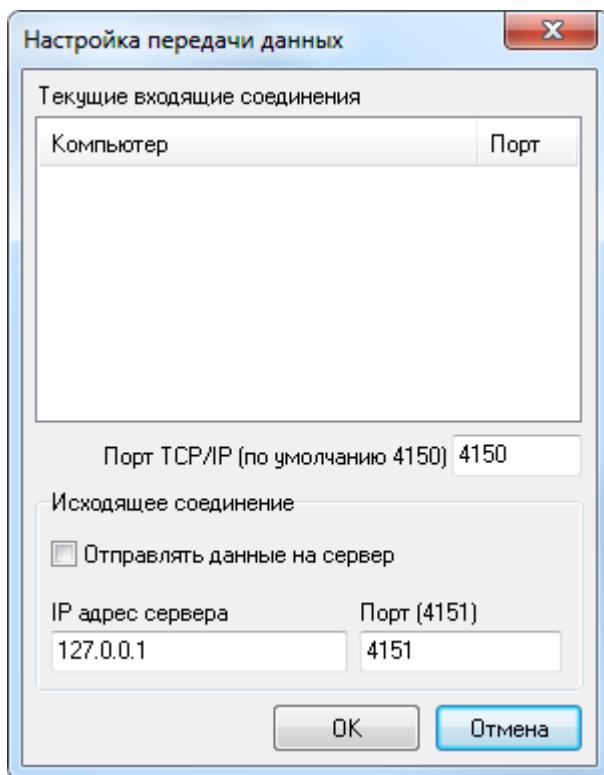 Настройка передачи данных
Текущие входящие соединения
Компьютер Порт
Порт TCP/IP (по умолчанию 4150) 4150
Исходящее соединение
Отправлять данные на сервер
IP адрес сервера Порт (4151)
127.0.0.1 4151
OK Отмена